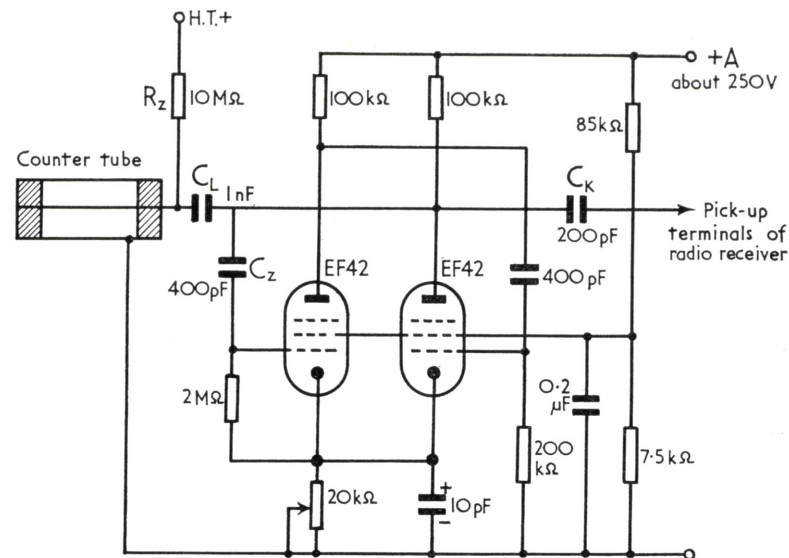 H.T.+
+A
about 250V
Rz 10MΩ
100kΩ
100kΩ
85kΩ
Counter tube
CL
1nF
CK
200pF
Pick-up
terminals of
radio receiver
Cz
400pF
EF42
EF42
400pF
2MΩ
0·2
μF
20kΩ
+
10pF
−
200
kΩ
7·5kΩ